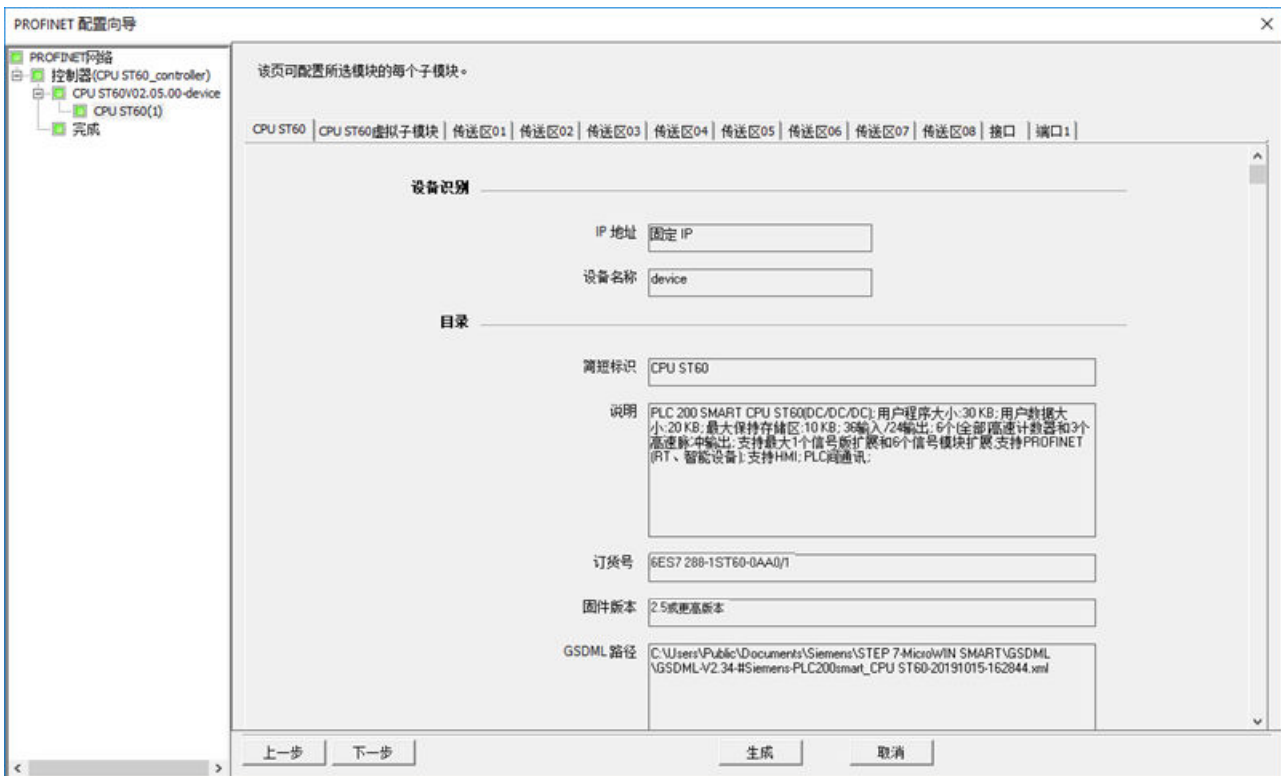 PROFINET 配置向导
PROFINET网络
控制器(CPU ST60_controller)
CPU ST60V02.05.00-device
CPU ST60(1)
完成
该页可配置所选模块的每个子模块。
CPU ST60 CPU ST60虚拟子模块 传送区01 传送区02 传送区03 传送区04 传送区05 传送区06 传送区07 传送区08 接口 端口1
设备识别
IP 地址 固定 IP
设备名称 device
目录
简短标识 CPU ST60
说明 PLC 200 SMART CPU ST60(DC/DC/DC); 用户程序大小:30 KB; 用户数据大
小:20 KB; 最大保持存储区:10 KB; 36输入/24输出; 6个(全部)高速计数器和3个
高速脉冲输出; 支持最大1个信号版扩展和6个信号模块扩展;支持PROFINET
(RT、智能设备); 支持HMI; PLC间通讯;
订货号 6ES7 288-1ST60-0AA0/1
固件版本 2.5或更高版本
GSDML 路径 C:\Users\Public\Documents\Siemens\STEP 7-MicroWIN SMART\GSDML
\GSDML-V2.34-#Siemens-PLC200smart_CPU ST60-20191015-162844.xml
上一步 下一步 生成 取消